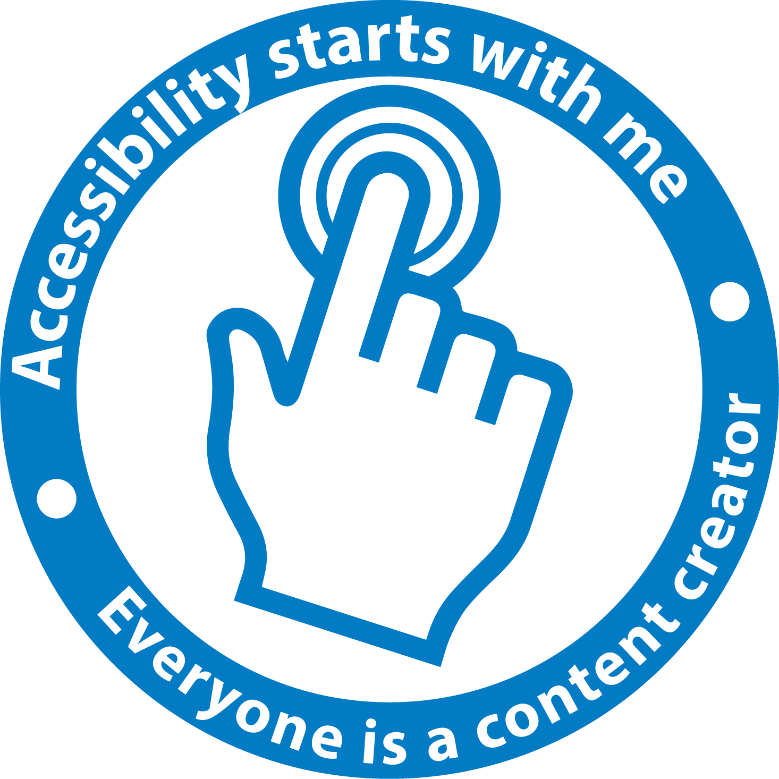 Accessibility starts with me
Everyone is a content creator